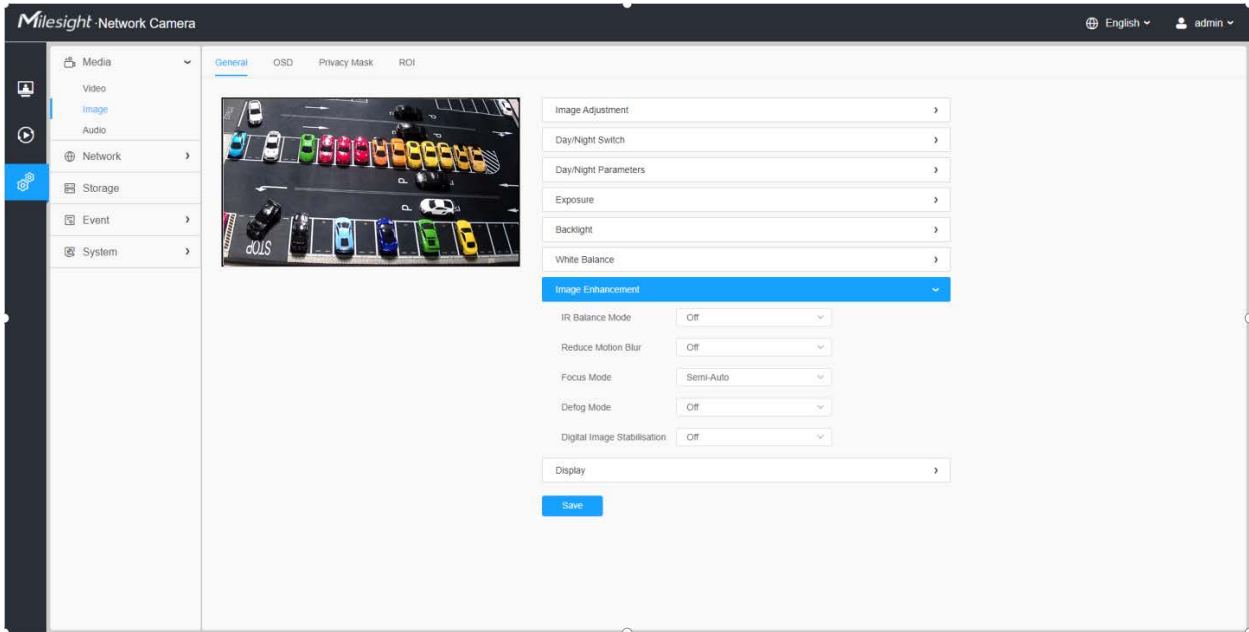 Milesight ·Network Camera
English
admin
Media
Video
Image
Audio
Network
Storage
Event
System
General OSD Privacy Mask ROI
P
P
P
STOP
Image Adjustment
Day/Night Switch
Day/Night Parameters
Exposure
Backlight
White Balance
Image Enhancement
IR Balance Mode Off
Reduce Motion Blur Off
Focus Mode Semi-Auto
Defog Mode Off
Digital Image Stabilisation Off
Display
Save